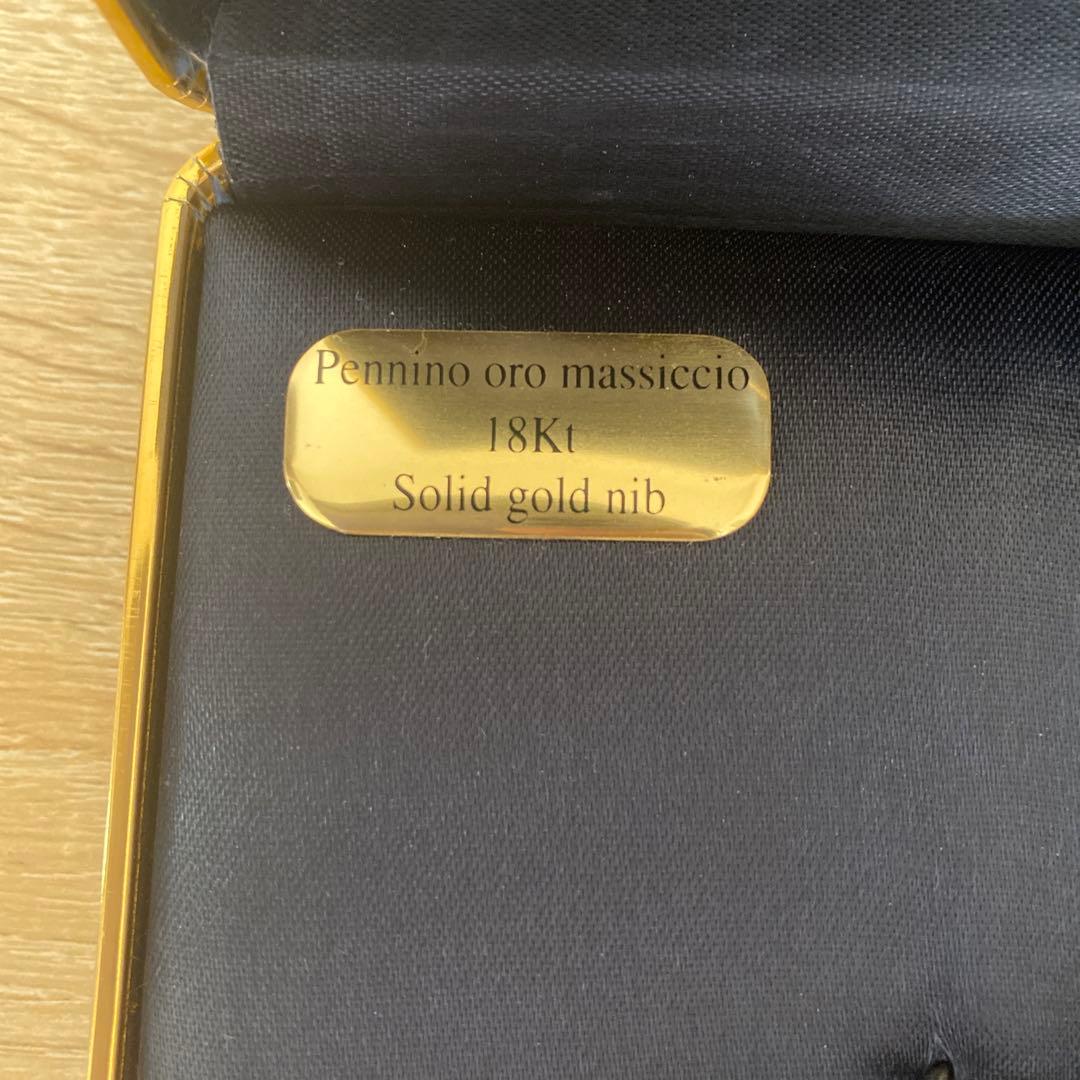 Pennino oro massiccio
18Kt
Solid gold nib